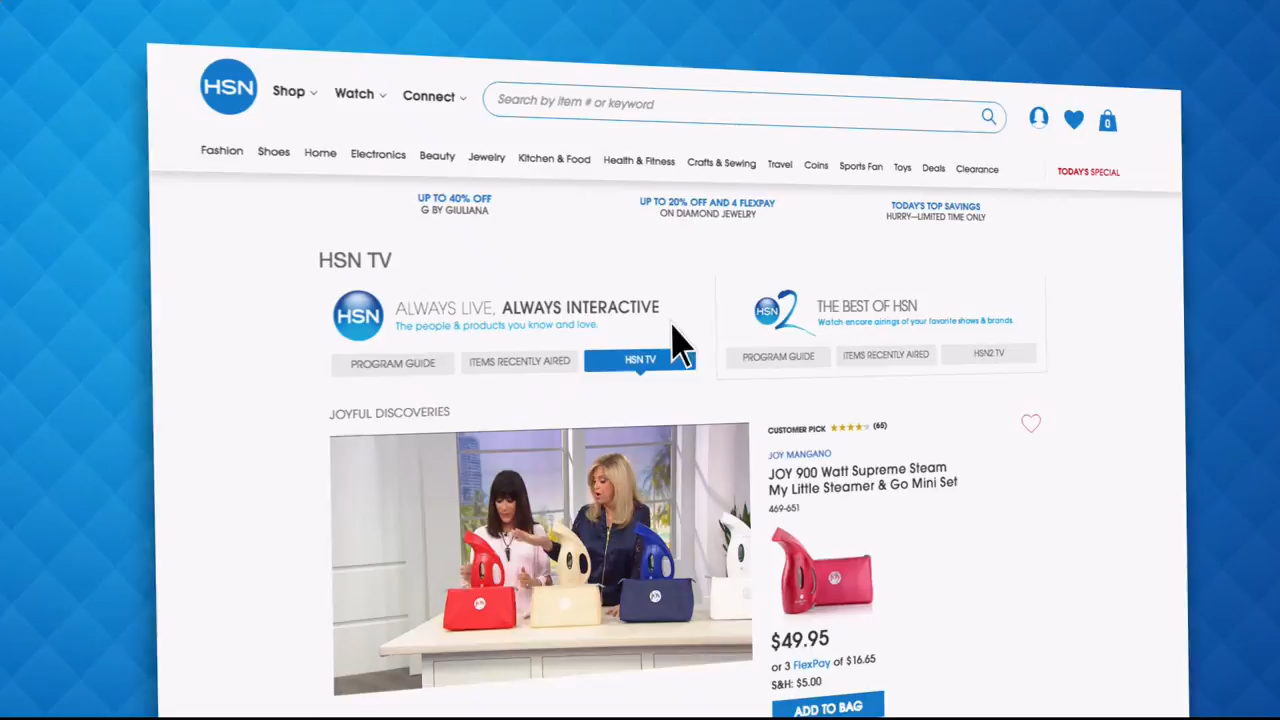 HSN
Shop
Watch
Connect
Search by item # or keyword
0
Fashion
Shoes
Home
Electronics
Beauty
Jewelry
Kitchen & Food
Health & Fitness
Crafts & Sewing
Travel
Coins
Sports Fan
Toys
Deals
Clearance
TODAY'S SPECIAL
UP TO 40% OFF
G BY GIULIANA
UP TO 20% OFF AND 4 FLEXPAY
ON DIAMOND JEWELRY
TODAY'S TOP SAVINGS
HURRY—LIMITED TIME ONLY
HSN TV
HSN
ALWAYS LIVE, ALWAYS INTERACTIVE
The people & products you know and love.
PROGRAM GUIDE
ITEMS RECENTLY AIRED
HSN TV
HSN 2
THE BEST OF HSN
Watch encore airings of your favorite shows & brands.
PROGRAM GUIDE
ITEMS RECENTLY AIRED
HSN2 TV
JOYFUL DISCOVERIES
CUSTOMER PICK (65)
JOY MANGANO
JOY 900 Watt Supreme Steam
My Little Steamer & Go Mini Set
469-651
$49.95
or 3 FlexPay of $16.65
S&H: $5.00
ADD TO BAG